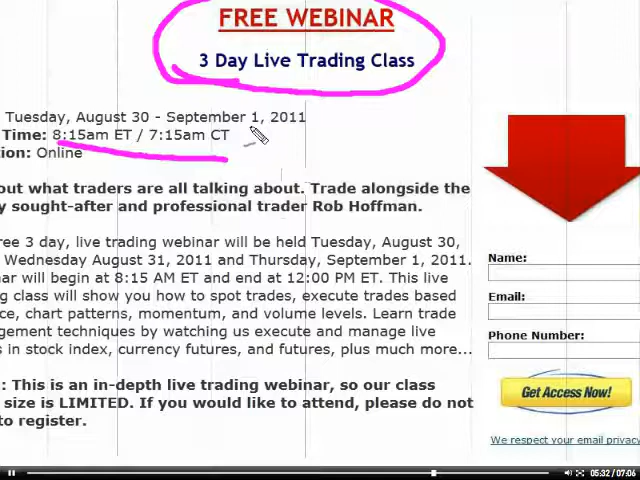 FREE WEBINAR
3 Day Live Trading Class
Tuesday, August 30 - September 1, 2011
Time: 8:15am ET / 7:15am CT
tion: Online
out what traders are all talking about. Trade alongside the
y sought-after and professional trader Rob Hoffman.
ree 3 day, live trading webinar will be held Tuesday, August 30,
Wednesday August 31, 2011 and Thursday, September 1, 2011.
nar will begin at 8:15 AM ET and end at 12:00 PM ET. This live
ng class will show you how to spot trades, execute trades based
ce, chart patterns, momentum, and volume levels. Learn trade
gement techniques by watching us execute and manage live
s in stock index, currency futures, and futures, plus much more...
: This is an in-depth live trading webinar, so our class
size is LIMITED. If you would like to attend, please do not
to register.
Name:
Email:
Phone Number:
Get Access Now!
We respect your email privacy
05:32 / 07:06